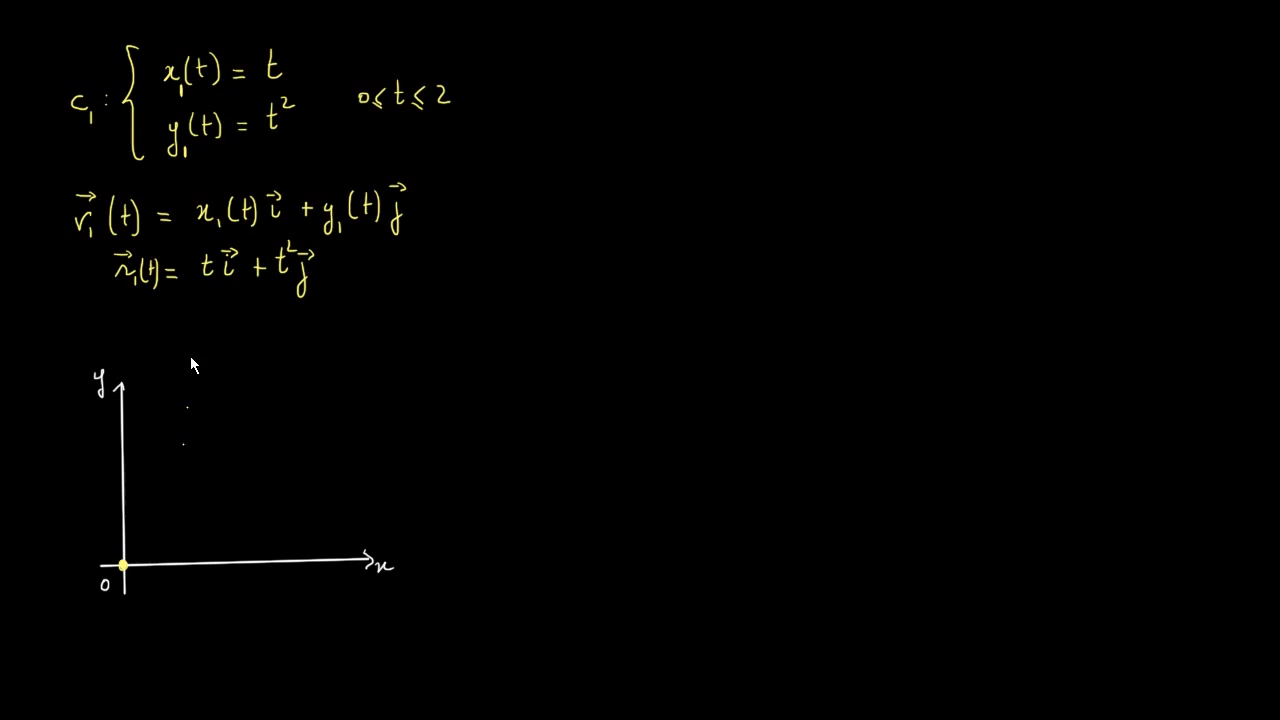 C₁ : { x₁(t) = t
y₁(t) = t² 0 ≤ t ≤ 2
r⃗₁(t) = x₁(t) i⃗ + y₁(t) j⃗
r⃗₁(t) = t i⃗ + t² j⃗
y
x
0